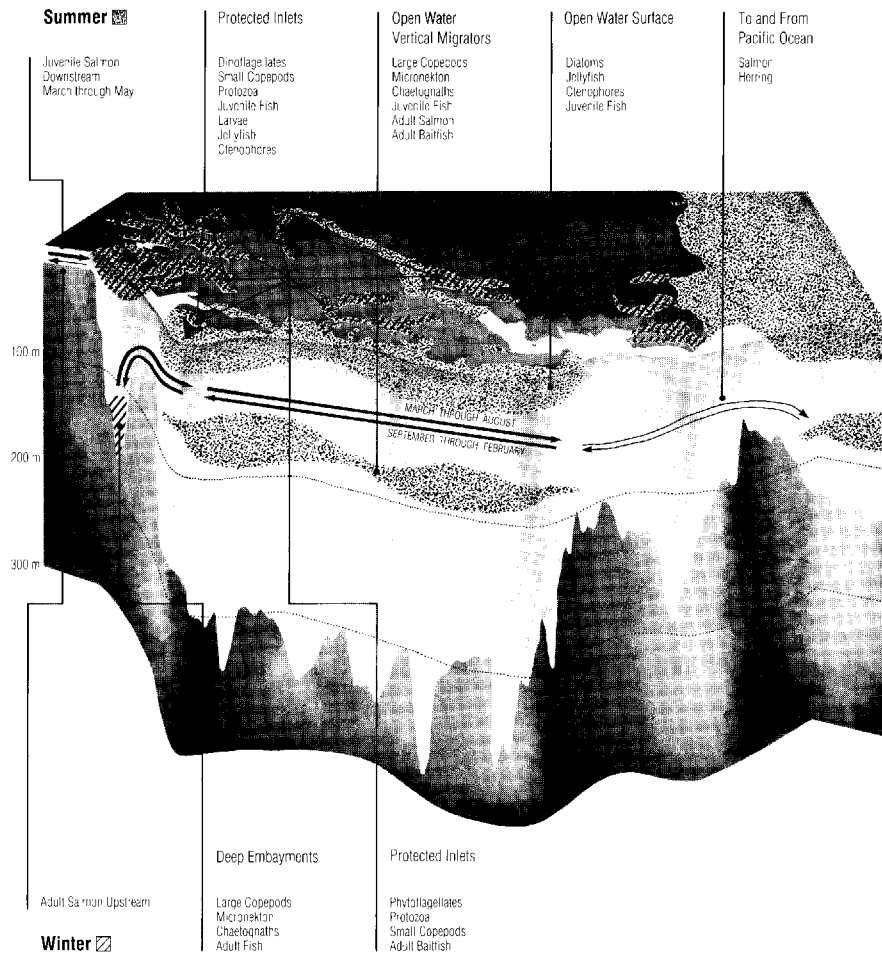 Summer
Juvenile Salmon
Downstream
March through May
Protected Inlets
Dinoflagellates
Small Copepods
Protozoa
Juvenile Fish
Larvae
Jellyfish
Ctenophores
Open Water
Vertical Migrators
Large Copepods
Micronekton
Chaetognaths
Juvenile Fish
Adult Salmon
Adult Baitfish
Open Water Surface
Diatoms
Jellyfish
Ctenophores
Juvenile Fish
To and From
Pacific Ocean
Salmon
Herring
100 m
200 m
300 m
MARCH THROUGH AUGUST
SEPTEMBER THROUGH FEBRUARY
Adult Salmon Upstream
Winter
Deep Embayments
Large Copepods
Micronekton
Chaetognaths
Adult Fish
Protected Inlets
Phytoflagellates
Protozoa
Small Copepods
Adult Baitfish